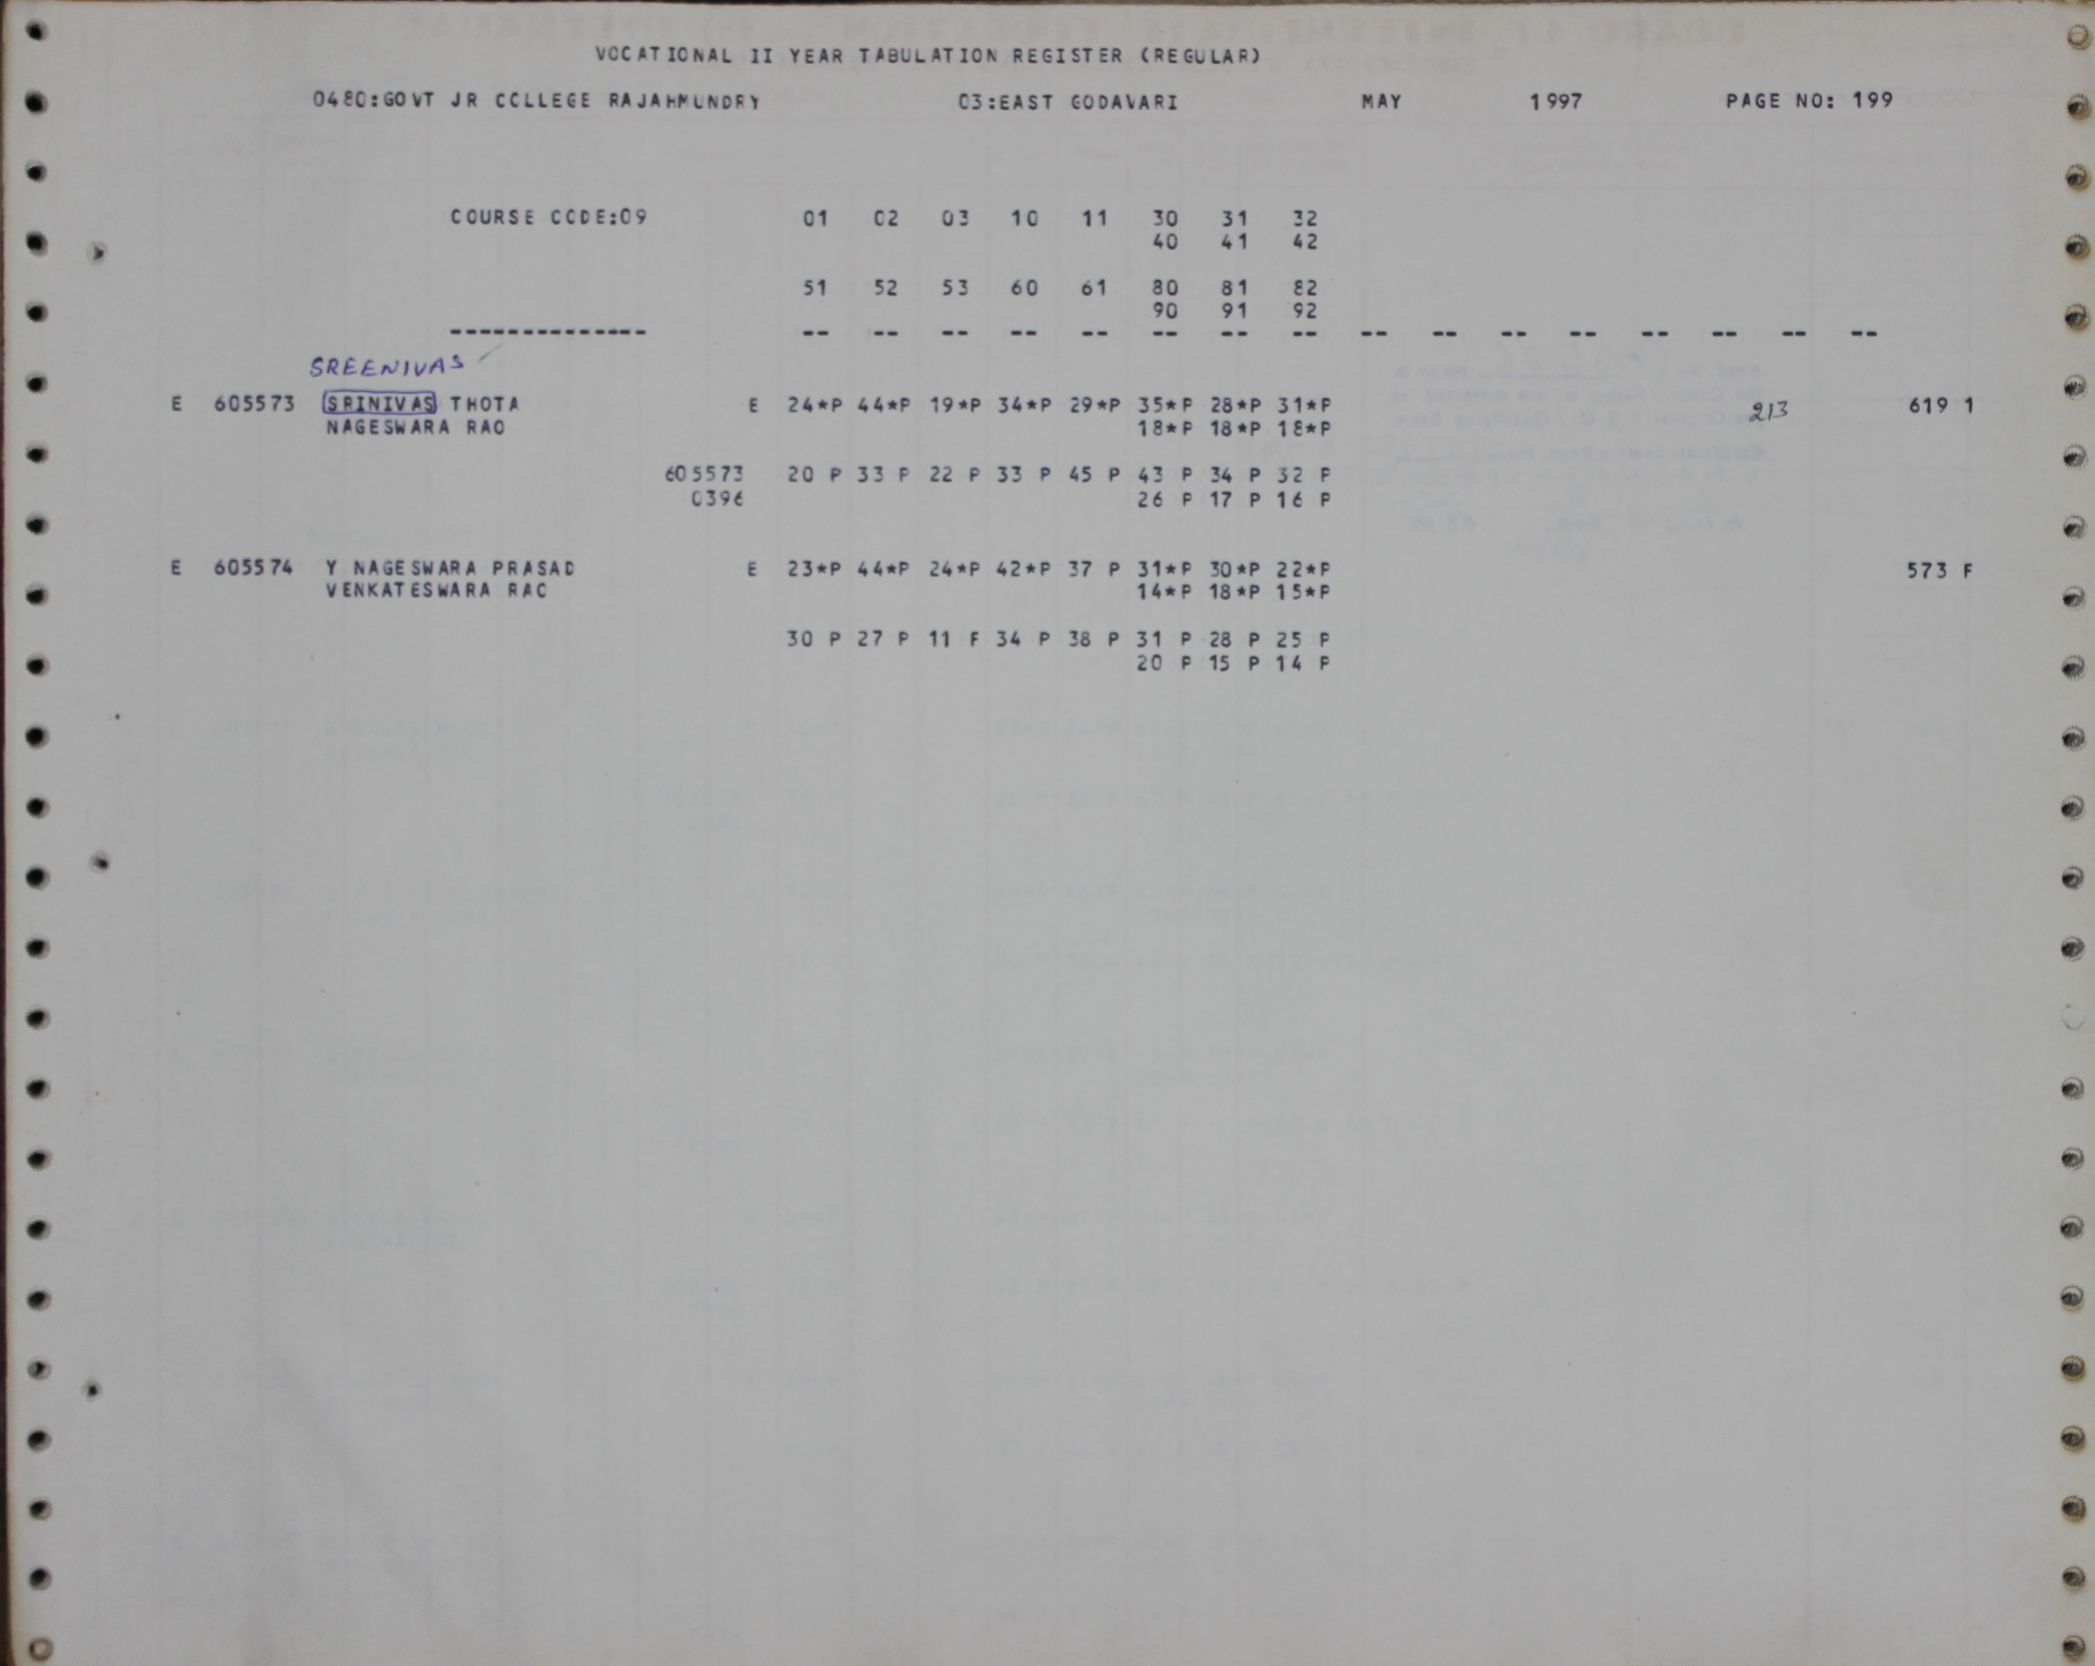 VOCATIONAL II YEAR TABULATION REGISTER (REGULAR)
0480:GOVT JR COLLEGE RAJAHMUNDRY 03:EAST GODAVARI MAY 1997 PAGE NO: 199
COURSE CODE:09 01 02 03 10 11 30 31 32
40 41 42
51 52 53 60 61 80 81 82
90 91 92
-------------- -- -- -- -- -- -- -- -- -- -- -- -- -- -- -- --
SREENIVAS
E 605573 SRINIVAS THOTA E 24*P 44*P 19*P 34*P 29*P 35*P 28*P 31*P 213 619 1
NAGESWARA RAO 18*P 18*P 18*P
605573 20 P 33 P 22 P 33 P 45 P 43 P 34 P 32 P
0396 26 P 17 P 16 P
E 605574 Y NAGESWARA PRASAD E 23*P 44*P 24*P 42*P 37 P 31*P 30*P 22*P 573 F
VENKATESWARA RAO 14*P 18*P 15*P
30 P 27 P 11 F 34 P 38 P 31 P 28 P 25 P
20 P 15 P 14 P